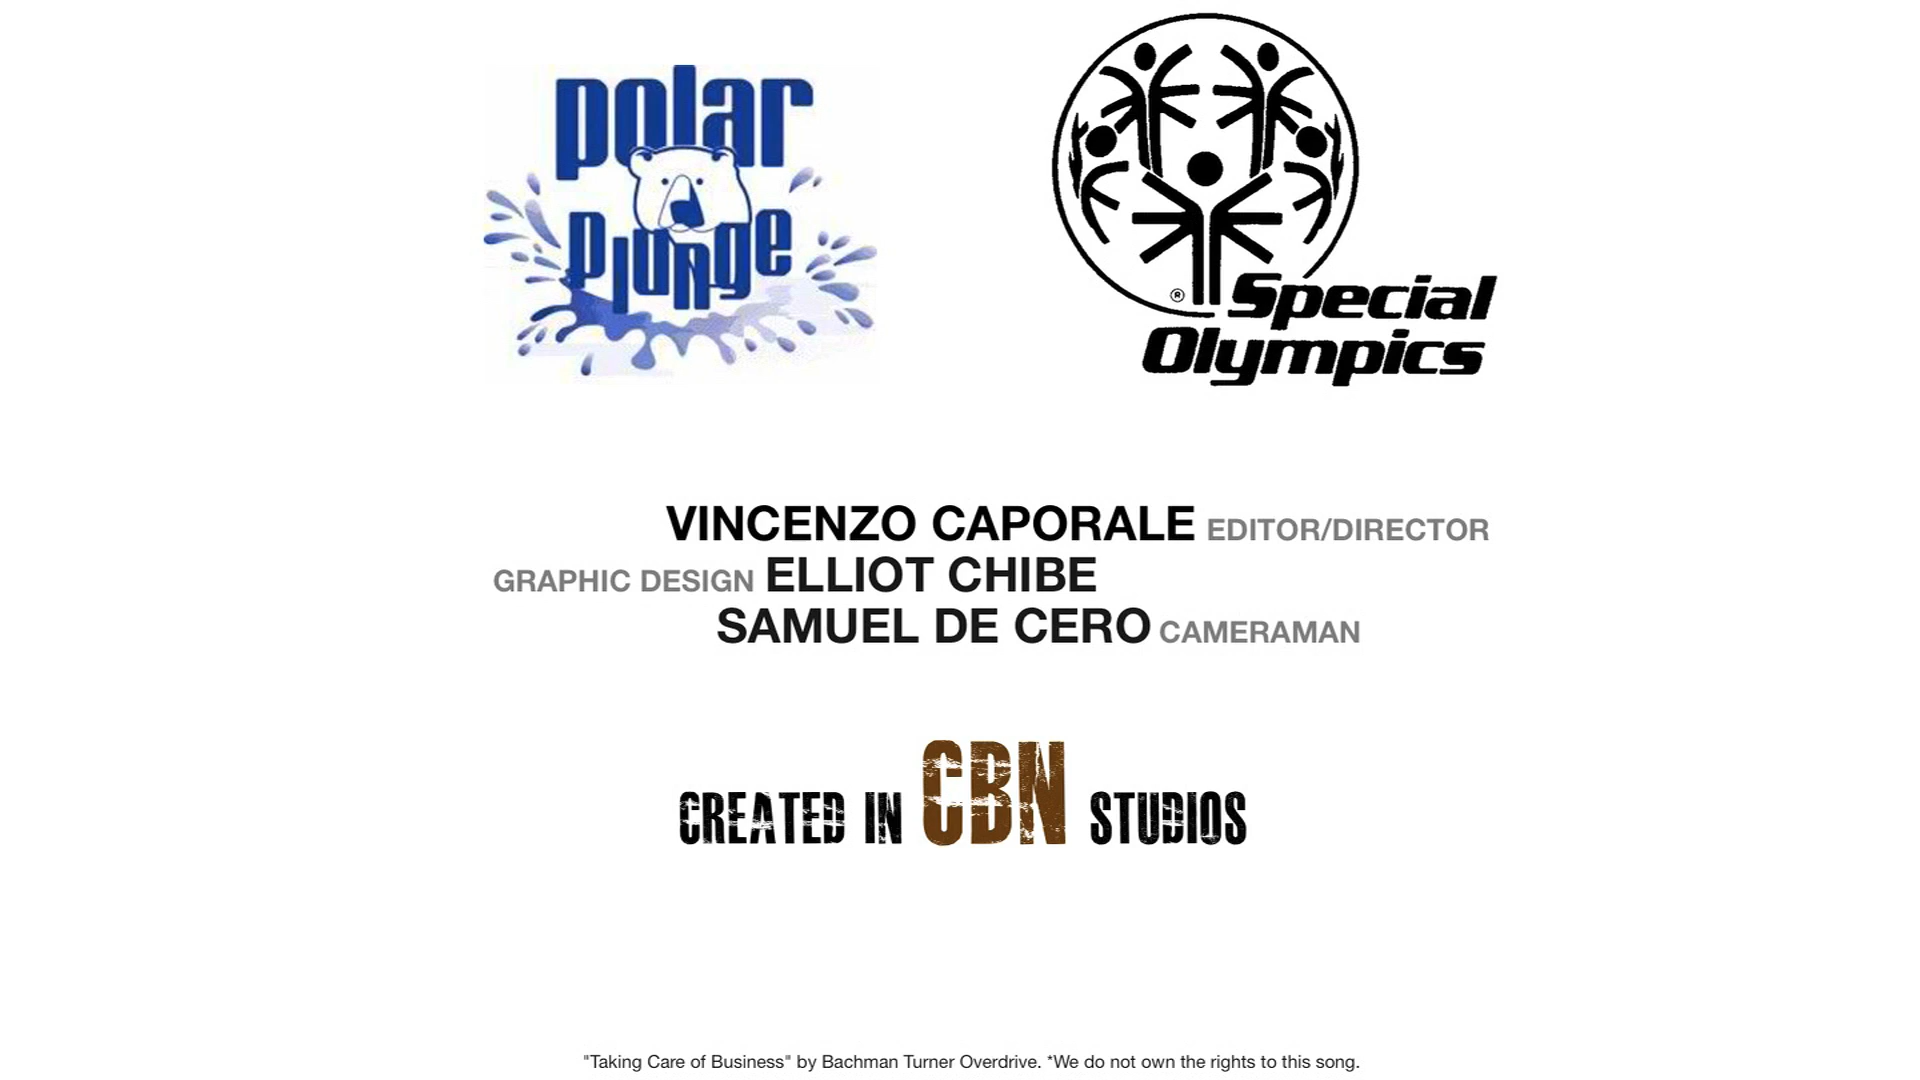 polar
plunge
® Special
Olympics
VINCENZO CAPORALE EDITOR/DIRECTOR
GRAPHIC DESIGN ELLIOT CHIBE
SAMUEL DE CERO CAMERAMAN
CREATED IN CBN STUDIOS
"Taking Care of Business" by Bachman Turner Overdrive. *We do not own the rights to this song.